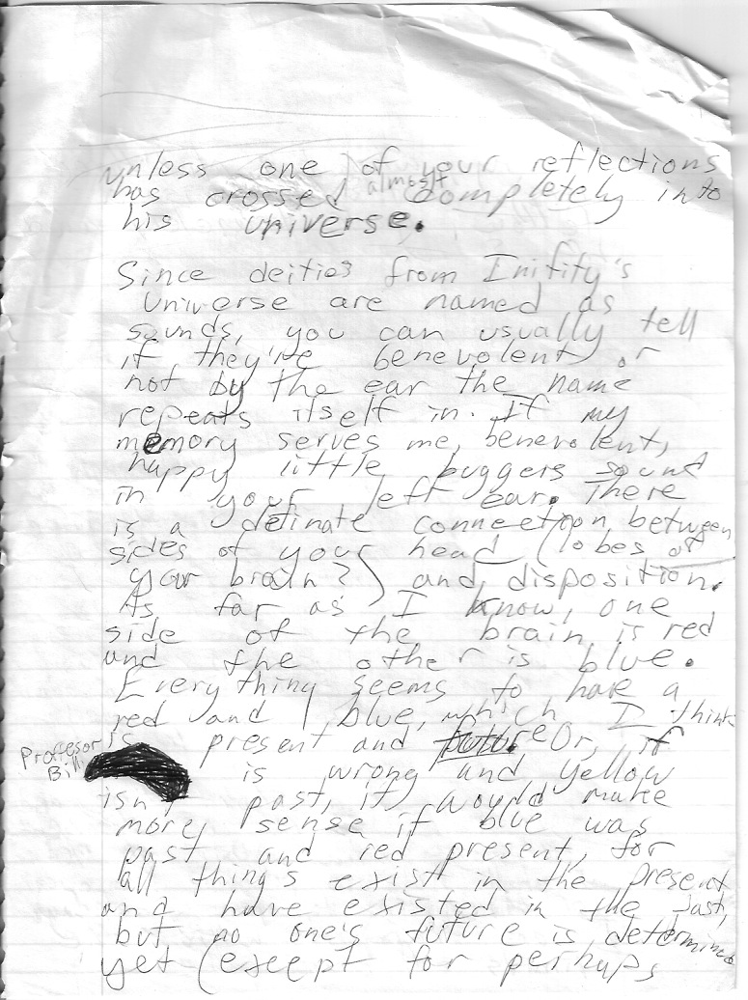 unless one of your reflections
has crossed almost completely into
his universe.
Since deities from Inifity's
Universe are named as
sounds, you can usually tell
if they're benevolent or
not by the ear the name
repeats itself in. If my
memory serves me, benevolent,
happy little buggers sound
in your left ear. There
is a definate connection between
sides of your head (lobes of
your brain?) and, disposition.
As far as I know, one
side of the brain is red
and the other is blue.
Everything seems to have a
red and blue, which I think
is present and future Or, if
Proffesor
Bill
is wrong and yellow
isn't past, it would make
more sense if blue was
past and red present, for
all thing's exist in the present
and have existed in the past,
but no one's future is determined
yet (except for perhaps